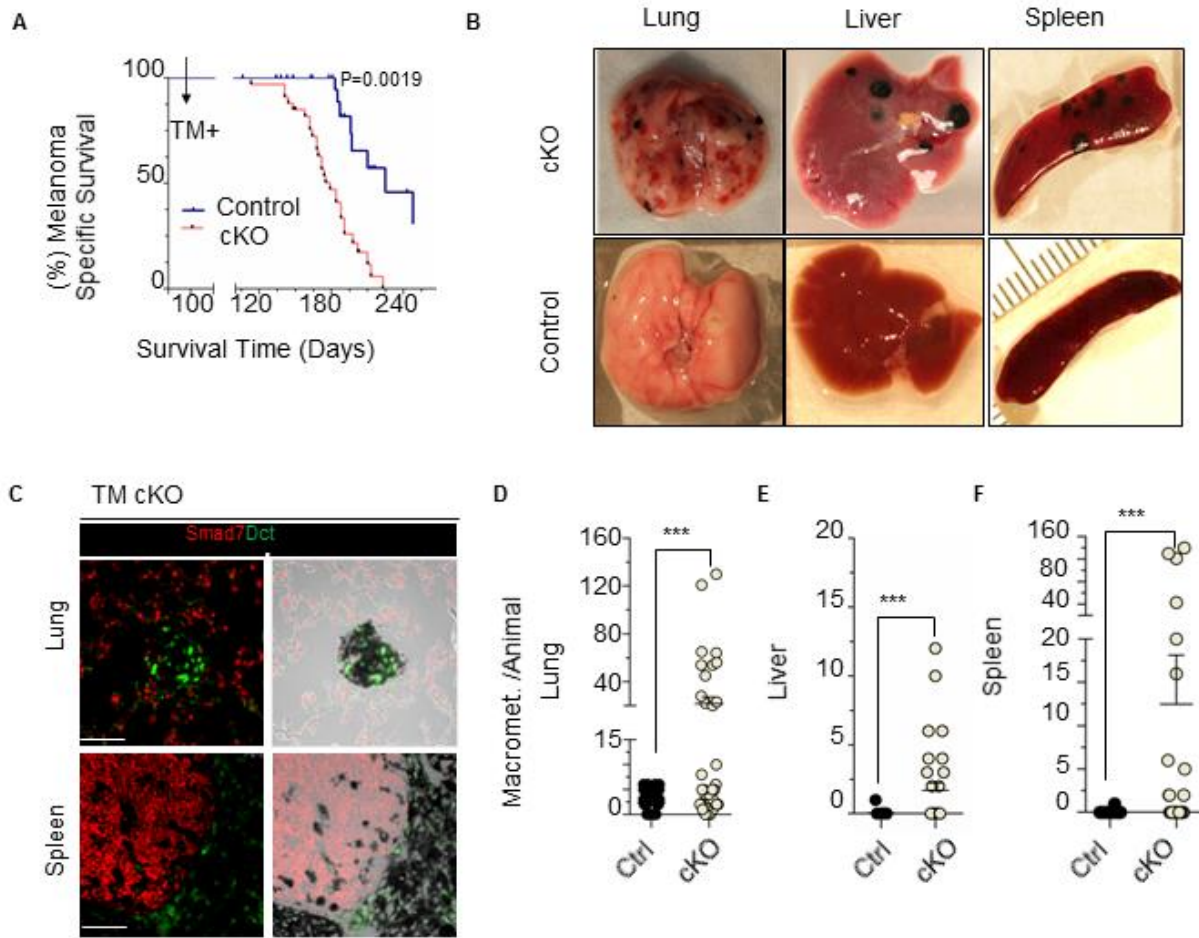 A
100
P=0.0019
TM+
50
Control
cKO
0
100
120
180
240
(%) Melanoma
Specific Survival
Survival Time (Days)
B
Lung
Liver
Spleen
cKO
Control
C
TM cKO
Smad7Dct
Lung
Spleen
D
Macromet. /Animal
Lung
160
120
80
40
15
0
***
Ctrl
cKO
E
Liver
20
15
10
5
0
***
Ctrl
cKO
F
Spleen
160
80
40
20
15
10
5
0
***
Ctrl
cKO